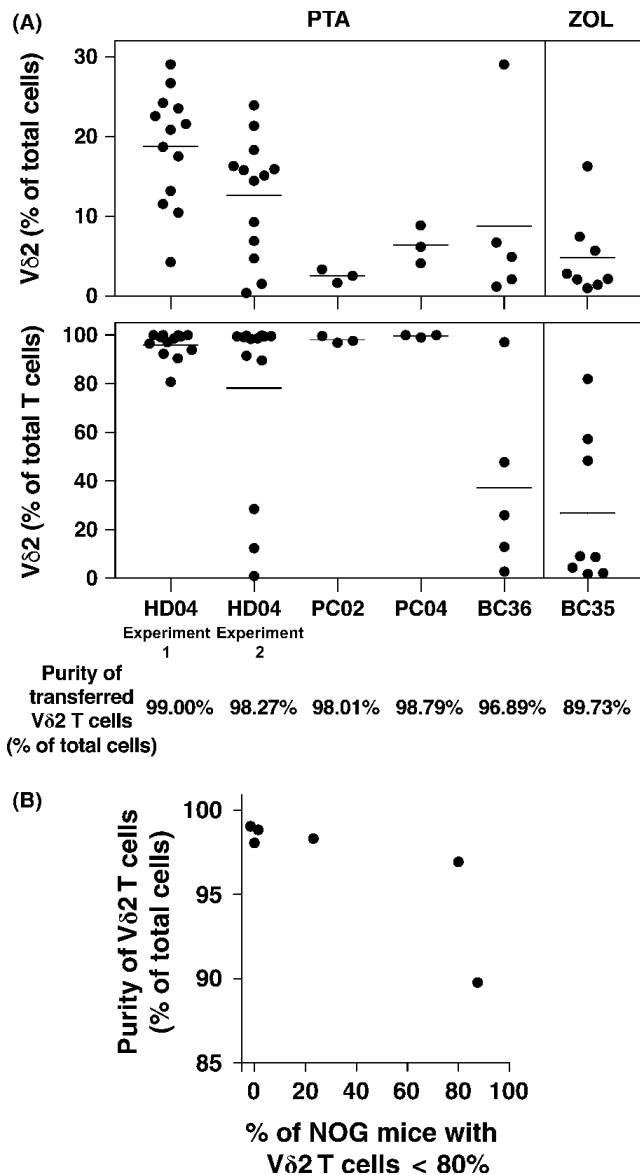 (A)
PTA
ZOL
Vδ2 (% of total cells)
30
20
10
0
Vδ2 (% of total T cells)
100
80
60
40
20
0
HD04 HD04 PC02 PC04 BC36 BC35
Experiment Experiment
1 2
Purity of
transferred
Vδ2 T cells
(% of total cells)
99.00% 98.27% 98.01% 98.79% 96.89% 89.73%
(B)
Purity of Vδ2 T cells
(% of total cells)
100
95
90
85
0 20 40 60 80 100
% of NOG mice with
Vδ2 T cells < 80%